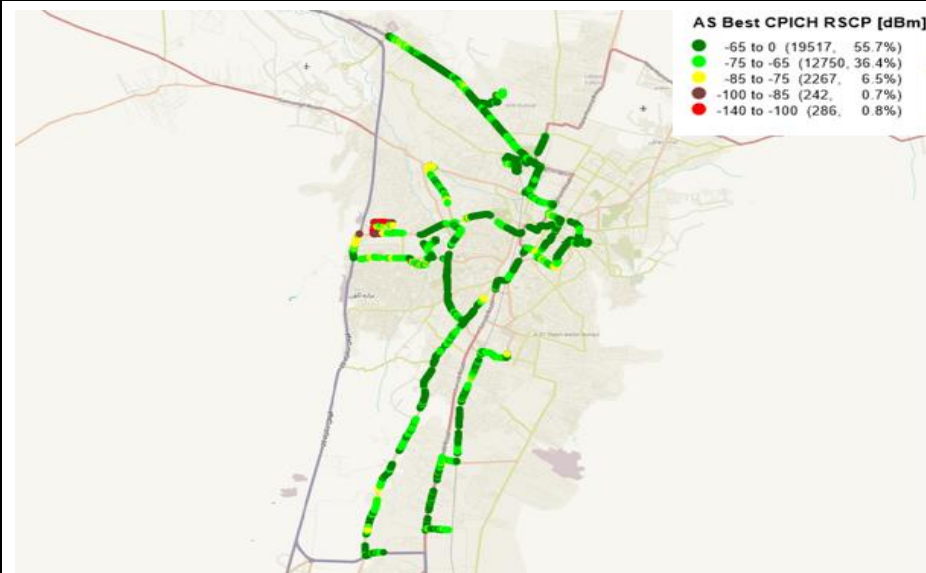 AS Best CPICH RSCP [dBm]
-65 to 0 (19517, 55.7%)
-75 to -65 (12750, 36.4%)
-85 to -75 (2267, 6.5%)
-100 to -85 (242, 0.7%)
-140 to -100 (286, 0.8%)